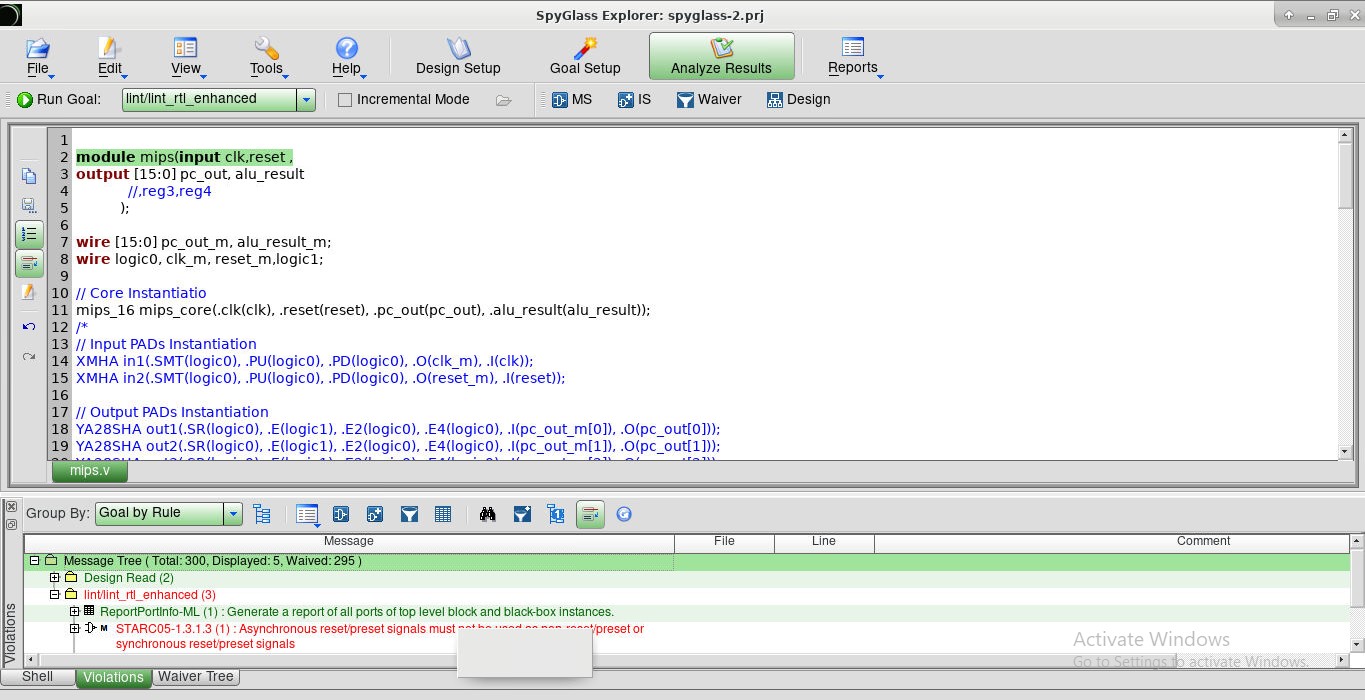 SpyGlass Explorer: spyglass-2.prj
File Edit View Tools Help Design Setup Goal Setup Analyze Results Reports
Run Goal: lint/lint_rtl_enhanced Incremental Mode MS IS Waiver Design
1
2 module mips(input clk,reset ,
3 output [15:0] pc_out, alu_result
4 //,reg3,reg4
5 );
6
7 wire [15:0] pc_out_m, alu_result_m;
8 wire logic0, clk_m, reset_m,logic1;
9
10 // Core Instantiatio
11 mips_16 mips_core(.clk(clk), .reset(reset), .pc_out(pc_out), .alu_result(alu_result));
12 /*
13 // Input PADs Instantiation
14 XMHA in1(.SMT(logic0), .PU(logic0), .PD(logic0), .O(clk_m), .I(clk));
15 XMHA in2(.SMT(logic0), .PU(logic0), .PD(logic0), .O(reset_m), .I(reset));
16
17 // Output PADs Instantiation
18 YA28SHA out1(.SR(logic0), .E(logic1), .E2(logic0), .E4(logic0), .I(pc_out_m[0]), .O(pc_out[0]));
19 YA28SHA out2(.SR(logic0), .E(logic1), .E2(logic0), .E4(logic0), .I(pc_out_m[1]), .O(pc_out[1]));
mips.v
Group By: Goal by Rule
Message File Line Comment
Message Tree ( Total: 300, Displayed: 5, Waived: 295 )
Design Read (2)
lint/lint_rtl_enhanced (3)
ReportPortInfo-ML (1) : Generate a report of all ports of top level block and black-box instances.
M STARC05-1.3.1.3 (1) : Asynchronous reset/preset signals must not be used as non-reset/preset or
synchronous reset/preset signals
Violations
Activate Windows
Go to Settings to activate Windows.
Shell Violations Waiver Tree